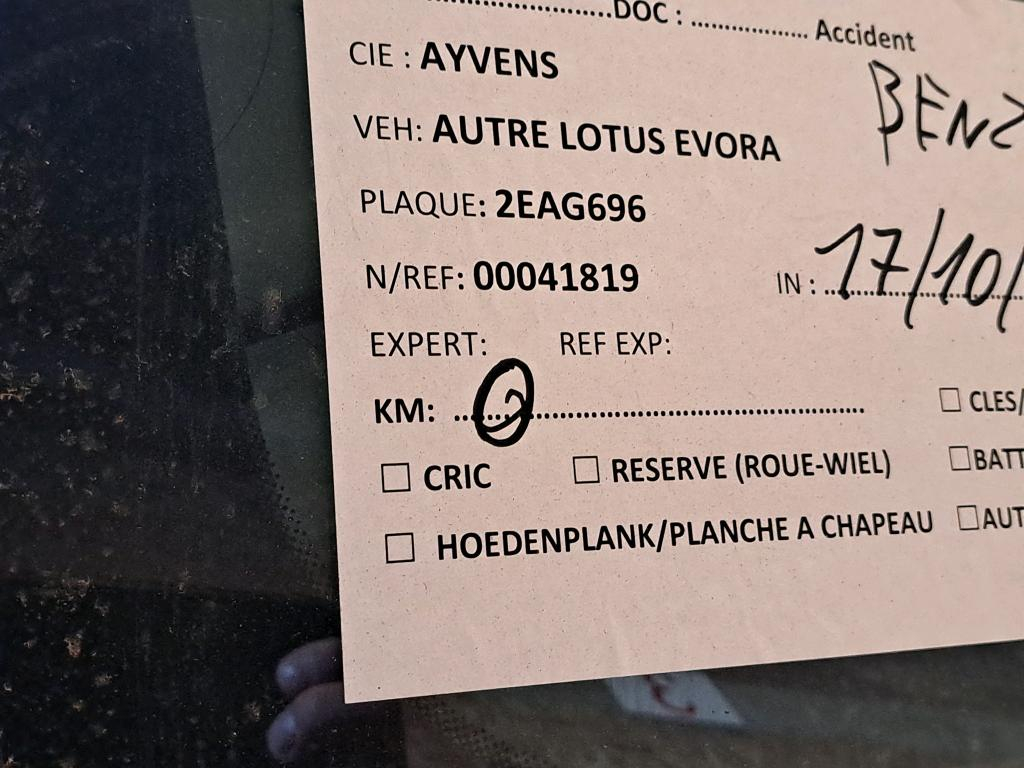 DOC : .................. Accident
CIE : AYVENS
BENZ
VEH: AUTRE LOTUS EVORA
PLAQUE: 2EAG696
N/REF: 00041819
IN : 17/10/
EXPERT: REF EXP:
KM: ☐ CLES/
☐ CRIC ☐ RESERVE (ROUE-WIEL) ☐ BATT
☐ HOEDENPLANK/PLANCHE A CHAPEAU ☐ AUT